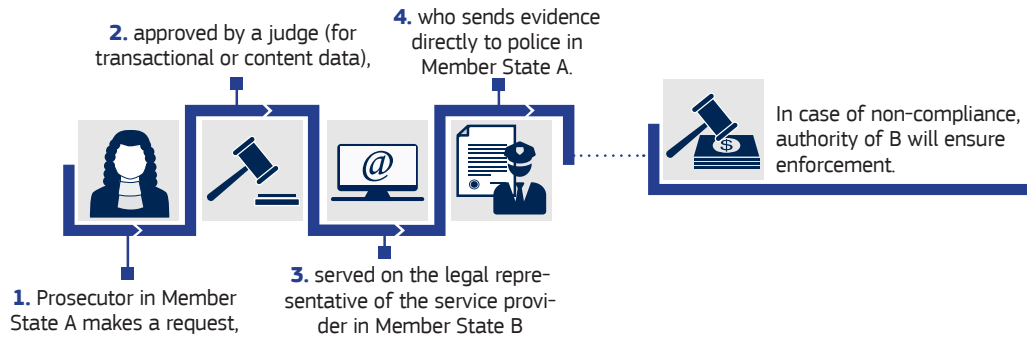 1. Prosecutor in Member
State A makes a request,
2. approved by a judge (for
transactional or content data),
@
3. served on the legal repre-
sentative of the service provi-
der in Member State B
4. who sends evidence
directly to police in
Member State A.
$
In case of non-compliance,
authority of B will ensure
enforcement.